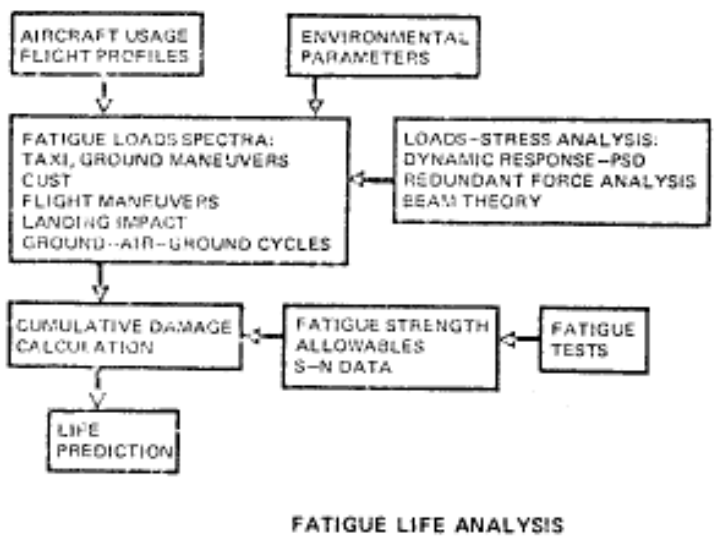 AIRCRAFT USAGE
FLIGHT PROFILES
ENVIRONMENTAL
PARAMETERS
FATIGUE LOADS SPECTRA:
TAXI, GROUND MANEUVERS
CUST
FLIGHT MANEUVERS
LANDING IMPACT
GROUND-AIR-GROUND CYCLES
LOADS-STRESS ANALYSIS:
DYNAMIC RESPONSE-PSD
REDUNDANT FORCE ANALYSIS
BEAM THEORY
CUMULATIVE DAMAGE
CALCULATION
FATIGUE STRENGTH
ALLOWABLES
S-N DATA
FATIGUE
TESTS
LIFE
PREDICTION
FATIGUE LIFE ANALYSIS